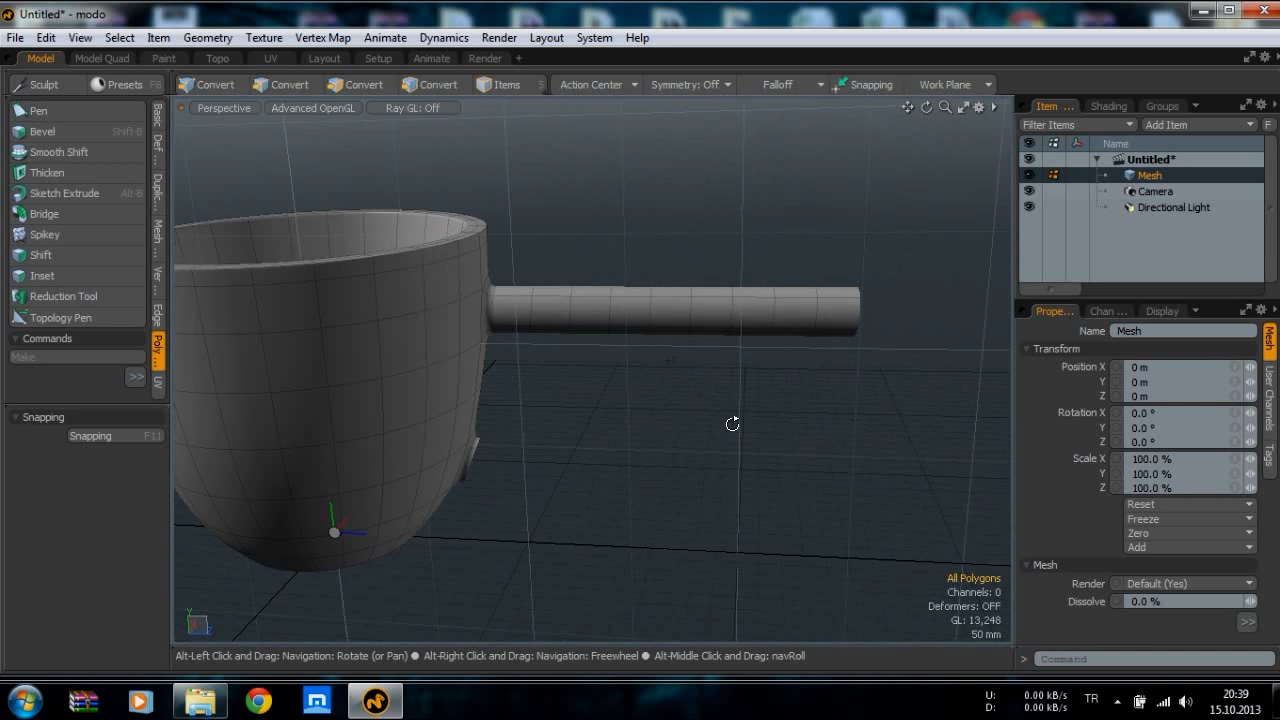 Untitled* - modo
File Edit View Select Item Geometry Texture Vertex Map Animate Dynamics Render Layout System Help
Model Model Quad Paint Topo UV Layout Setup Animate Render +
Sculpt Presets F6 Convert Convert Convert Convert Items S Action Center Symmetry: Off Falloff Snapping Work Plane
Perspective Advanced OpenGL Ray GL: Off
Pen
Bevel Shift-B
Smooth Shift
Thicken
Sketch Extrude Alt-B
Bridge
Spikey
Shift
Inset
Reduction Tool
Topology Pen
Commands
Make
>>
Snapping
Snapping F11
Basic
Def ...
Duplic...
Mesh ...
Ver ...
Edge
Poly ...
UV
All Polygons
Channels: 0
Deformers: OFF
GL: 13,248
50 mm
Alt-Left Click and Drag: Navigation: Rotate (or Pan) ● Alt-Right Click and Drag: Navigation: Freewheel ● Alt-Middle Click and Drag: navRoll
Item ... Shading Groups
Filter Items Add Item F
Name
Untitled*
Mesh
Camera
Directional Light
Prope... Chan ... Display
Name Mesh
Transform
Position X 0 m
Y 0 m
Z 0 m
Rotation X 0.0 °
Y 0.0 °
Z 0.0 °
Scale X 100.0 %
Y 100.0 %
Z 100.0 %
Reset
Freeze
Zero
Add
Mesh
Render Default (Yes)
Dissolve 0.0 %
>>
Mesh
User Channels
Tags
> Command
U: 0.00 kB/s
D: 0.00 kB/s
TR
20:39
15.10.2013